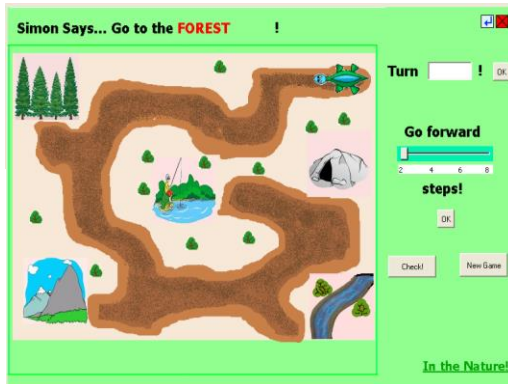 Simon Says... Go to the FOREST !
Turn !
OK
Go forward
2 4 6 8
steps!
OK
Check!
New Game
In the Nature!